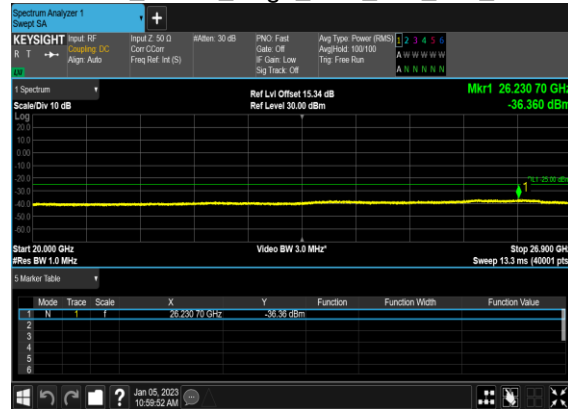 Spectrum Analyzer 1
Swept SA
+
KEYSIGHT Input: RF Input Z: 50 Ω #Atten: 30 dB PNO: Fast Avg Type: Power (RMS) 1 2 3 4 5 6
R T Coupling: DC Corr CCorr Gate: Off Avg|Hold: 100/100 A W W W W W
Align: Auto Freq Ref: Int (S) IF Gain: Low Trig: Free Run
LW Sig Track: Off A N N N N N
1 Spectrum Ref Lvl Offset 15.34 dB Mkr1 26.230 70 GHz
Scale/Div 10 dB Ref Level 30.00 dBm -36.360 dBm
Log
20.0
10.0
0.00
-10.0
-20.0 DL1 -25.00 dBm
-30.0 1
-40.0
-50.0
-60.0
Start 20.000 GHz Video BW 3.0 MHz* Stop 26.900 GHz
#Res BW 1.0 MHz Sweep 13.3 ms (40001 pts)
5 Marker Table
Mode Trace Scale X Y Function Function Width Function Value
1 N 1 f 26.230 70 GHz -36.36 dBm
2
3
4
5
6
? Jan 05, 2023
10:59:52 AM